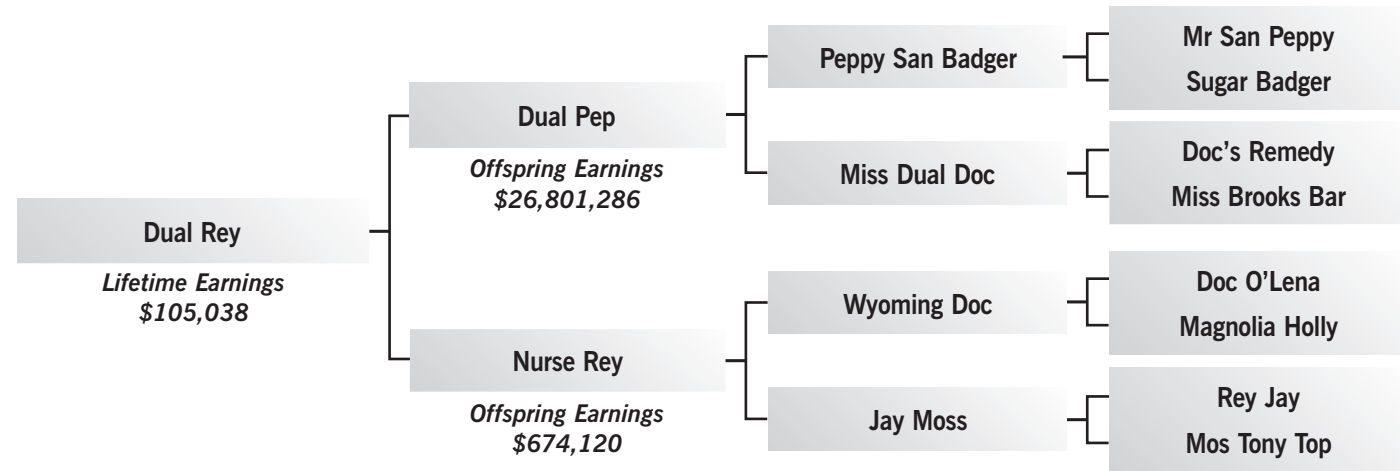 Dual Rey
Lifetime Earnings
$105,038
Dual Pep
Offspring Earnings
$26,801,286
Nurse Rey
Offspring Earnings
$674,120
Peppy San Badger
Miss Dual Doc
Wyoming Doc
Jay Moss
Mr San Peppy
Sugar Badger
Doc’s Remedy
Miss Brooks Bar
Doc O’Lena
Magnolia Holly
Rey Jay
Mos Tony Top